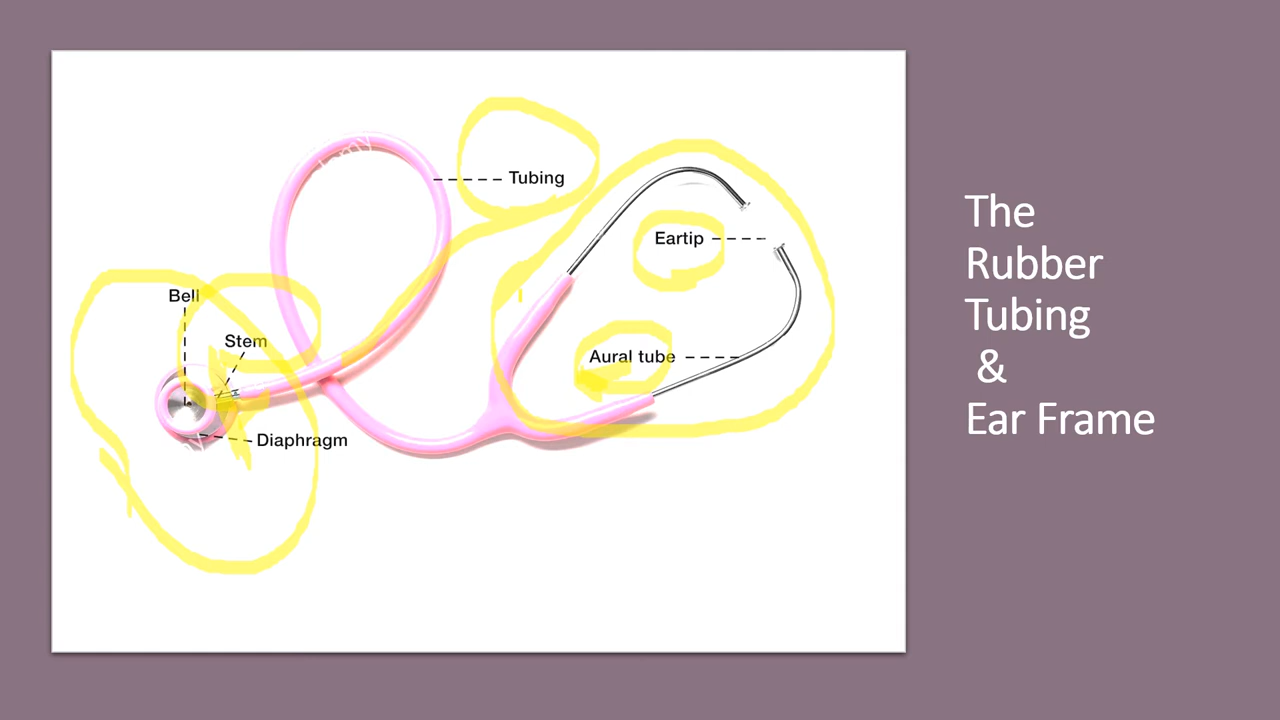 Tubing
Eartip
Bell
Stem
Aural tube
Diaphragm
The
Rubber
Tubing
&
Ear Frame